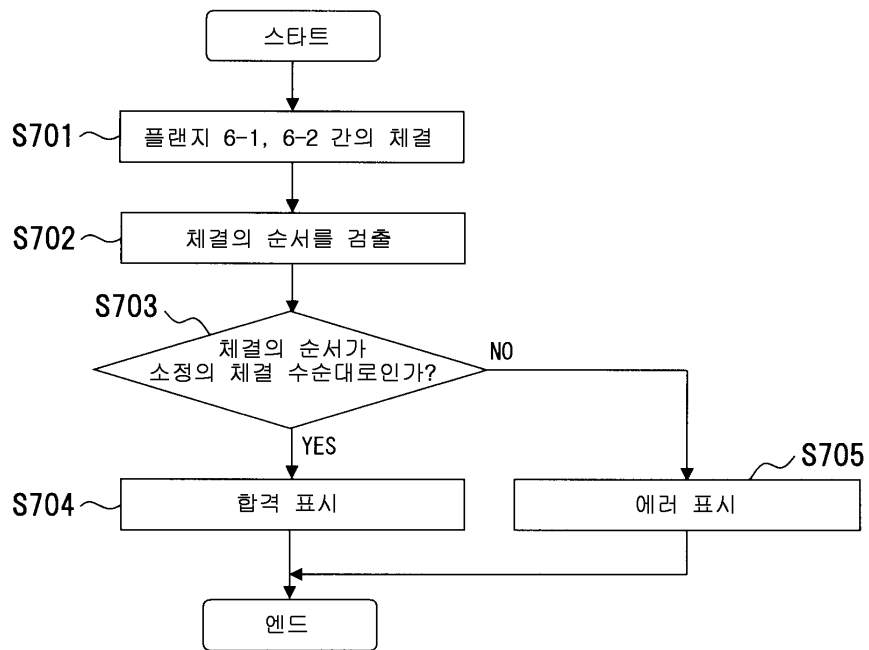 스타트
S701
플랜지 6-1, 6-2 간의 체결
S702
체결의 순서를 검출
S703
체결의 순서가
소정의 체결 수순대로인가?
NO
YES
S704
합격 표시
S705
에러 표시
엔드